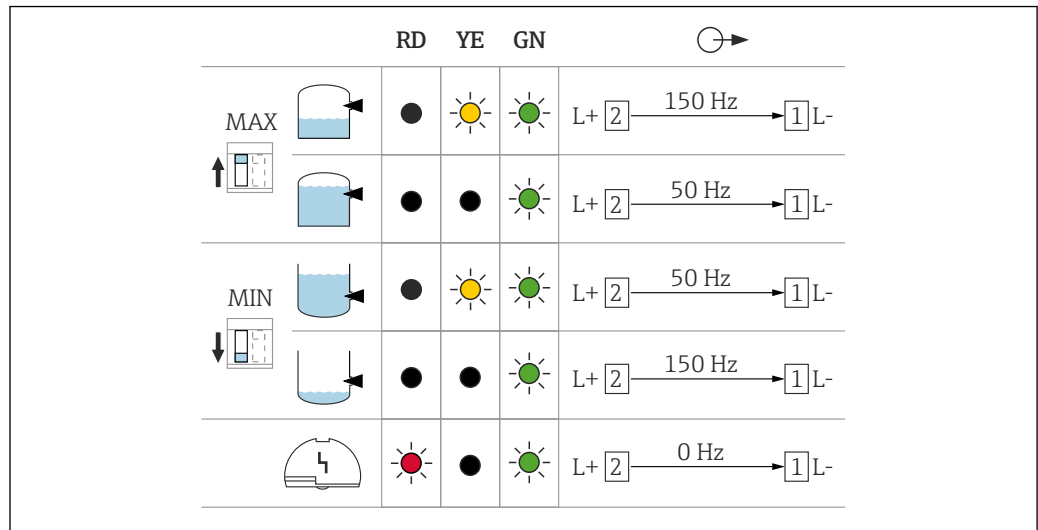 RD YE GN
MAX
L+ 2 150 Hz 1 L-
L+ 2 50 Hz 1 L-
MIN
L+ 2 50 Hz 1 L-
L+ 2 150 Hz 1 L-
L+ 2 0 Hz 1 L-